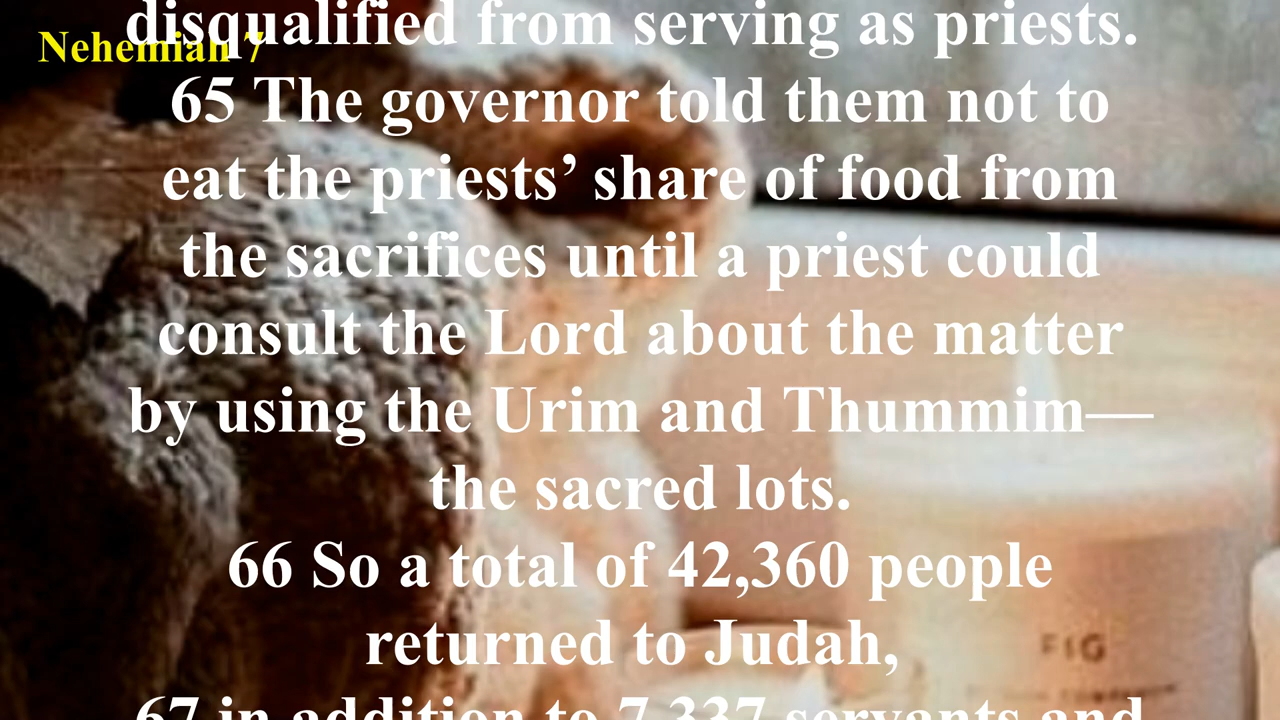 disqualified from serving as priests.
Nehemiah 7
65 The governor told them not to
eat the priests’ share of food from
the sacrifices until a priest could
consult the Lord about the matter
by using the Urim and Thummim—
the sacred lots.
66 So a total of 42,360 people
returned to Judah,
67 in addition to 7,337 servants and
FIG